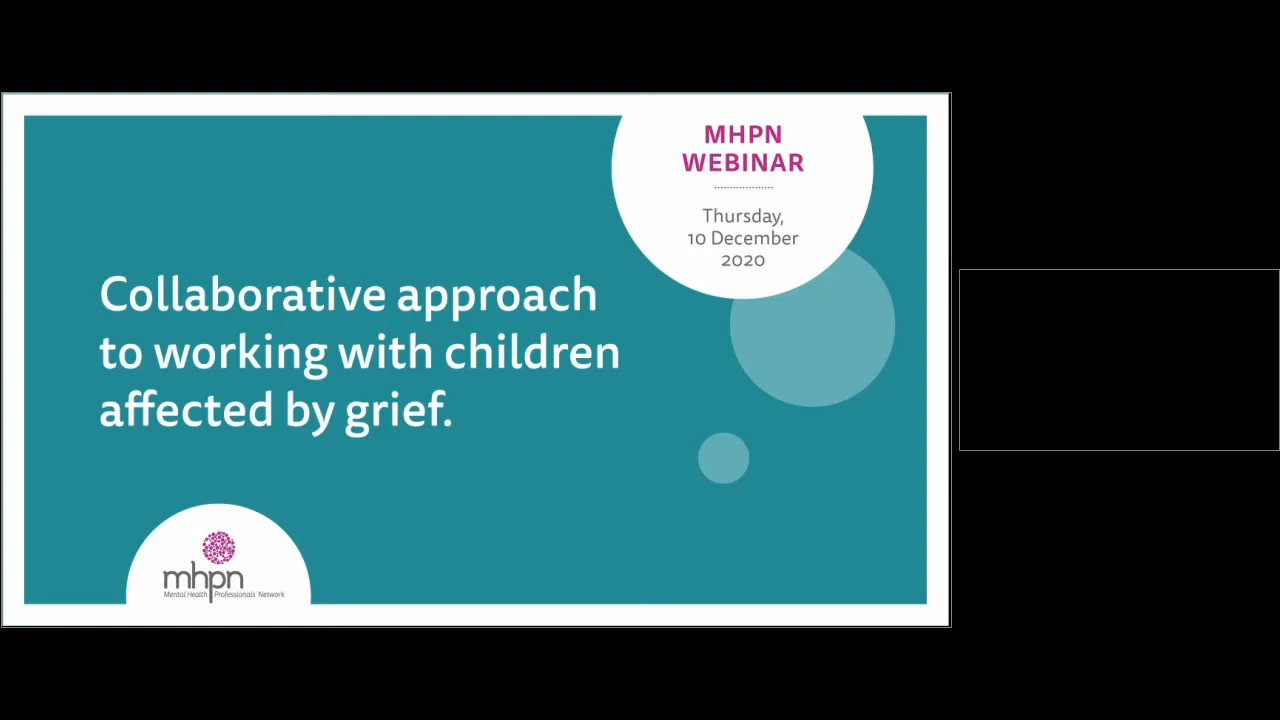 MHPN
WEBINAR
Thursday,
10 December
2020
Collaborative approach
to working with children
affected by grief.
mhpn
Mental Health Professionals' Network